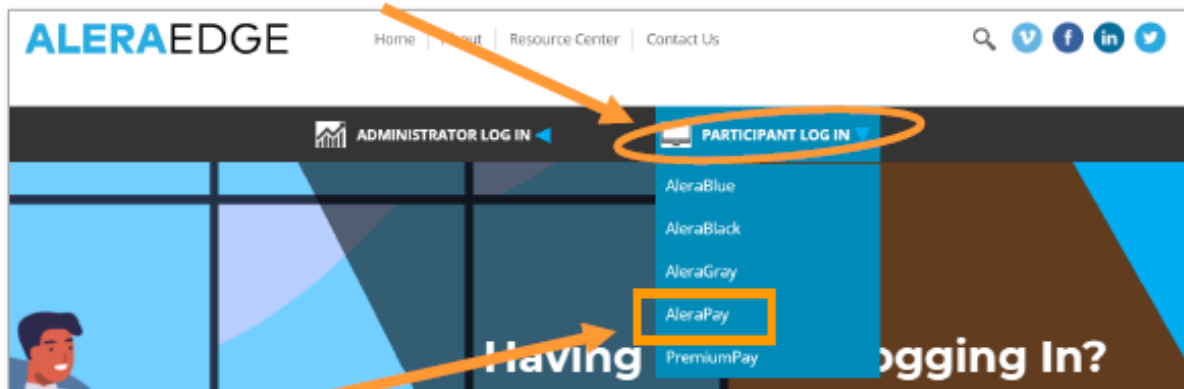 ALERAEDGE
Home | About | Resource Center | Contact Us
ADMINISTRATOR LOG IN
PARTICIPANT LOG IN
AleraBlue
AleraBlack
AleraGray
AleraPay
PremiumPay
Having ogging In?